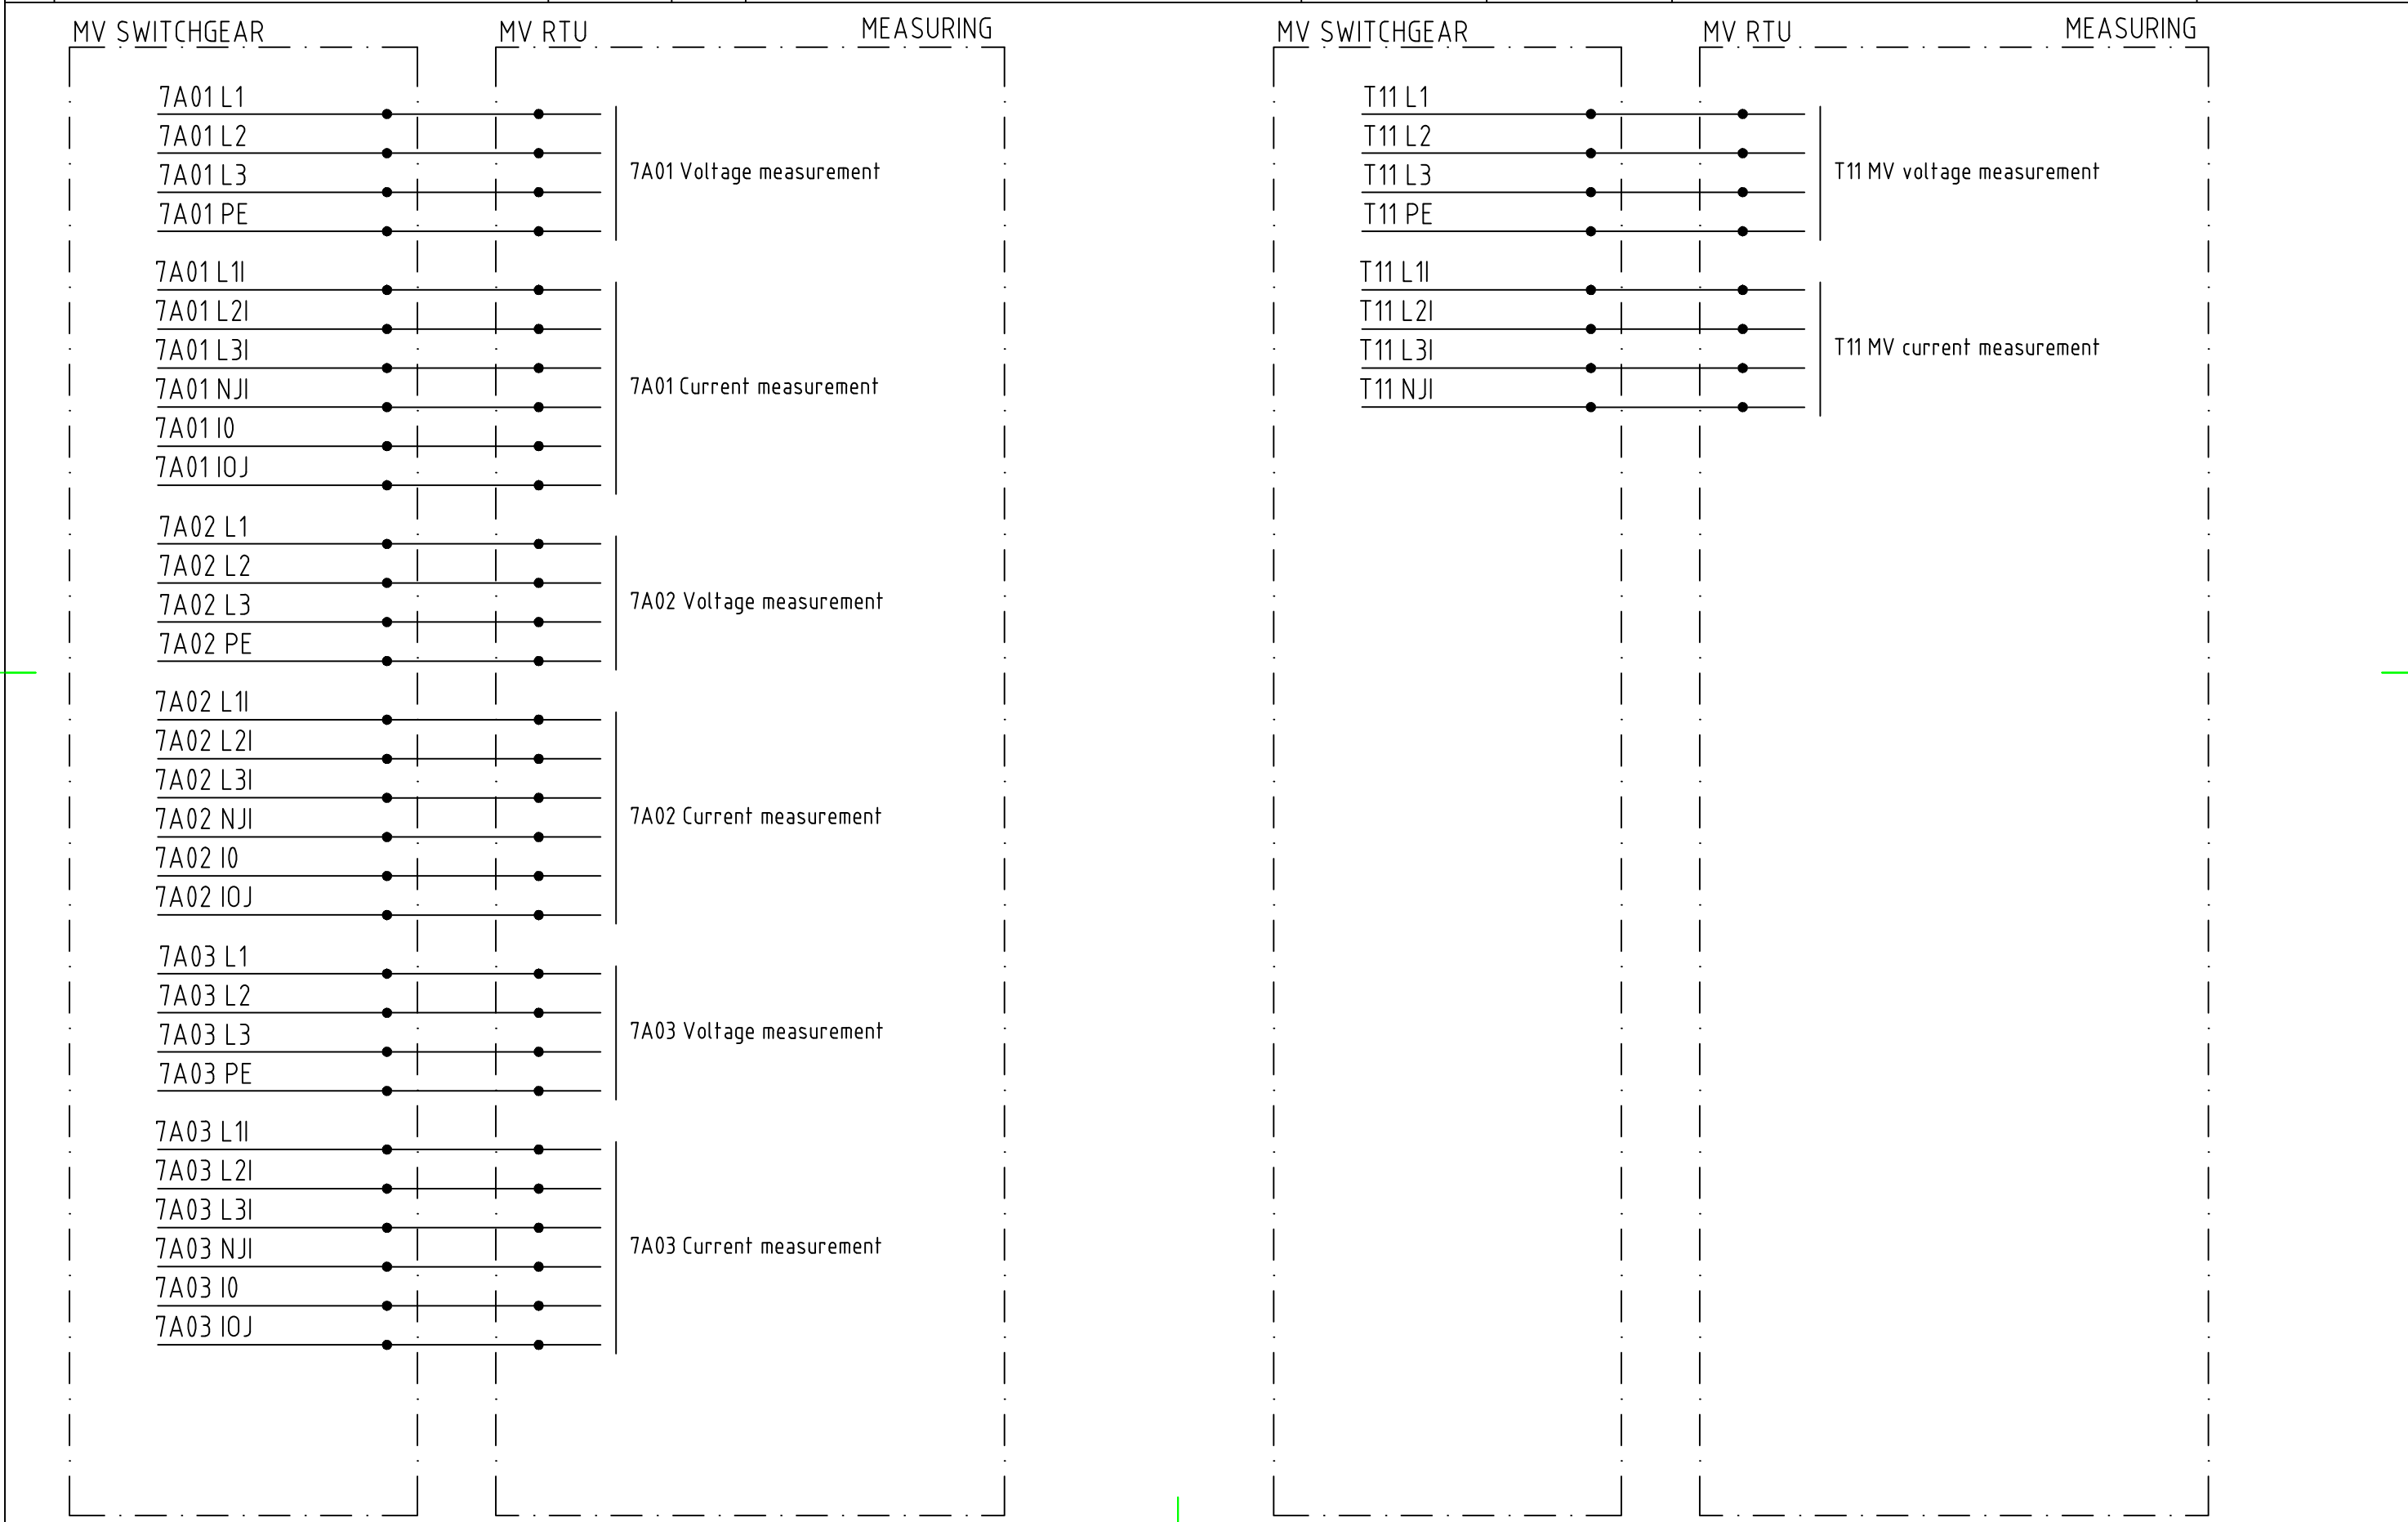 MV SWITCHGEAR
MV RTU
MEASURING
7A01 L1
7A01 L2
7A01 L3
7A01 PE
7A01 Voltage measurement
7A01 L1I
7A01 L2I
7A01 L3I
7A01 NJI
7A01 I0
7A01 IOJ
7A01 Current measurement
7A02 L1
7A02 L2
7A02 L3
7A02 PE
7A02 Voltage measurement
7A02 L1I
7A02 L2I
7A02 L3I
7A02 NJI
7A02 I0
7A02 IOJ
7A02 Current measurement
7A03 L1
7A03 L2
7A03 L3
7A03 PE
7A03 Voltage measurement
7A03 L1I
7A03 L2I
7A03 L3I
7A03 NJI
7A03 I0
7A03 IOJ
7A03 Current measurement
MV SWITCHGEAR
MV RTU
MEASURING
T11 L1
T11 L2
T11 L3
T11 PE
T11 MV voltage measurement
T11 L1I
T11 L2I
T11 L3I
T11 NJI
T11 MV current measurement